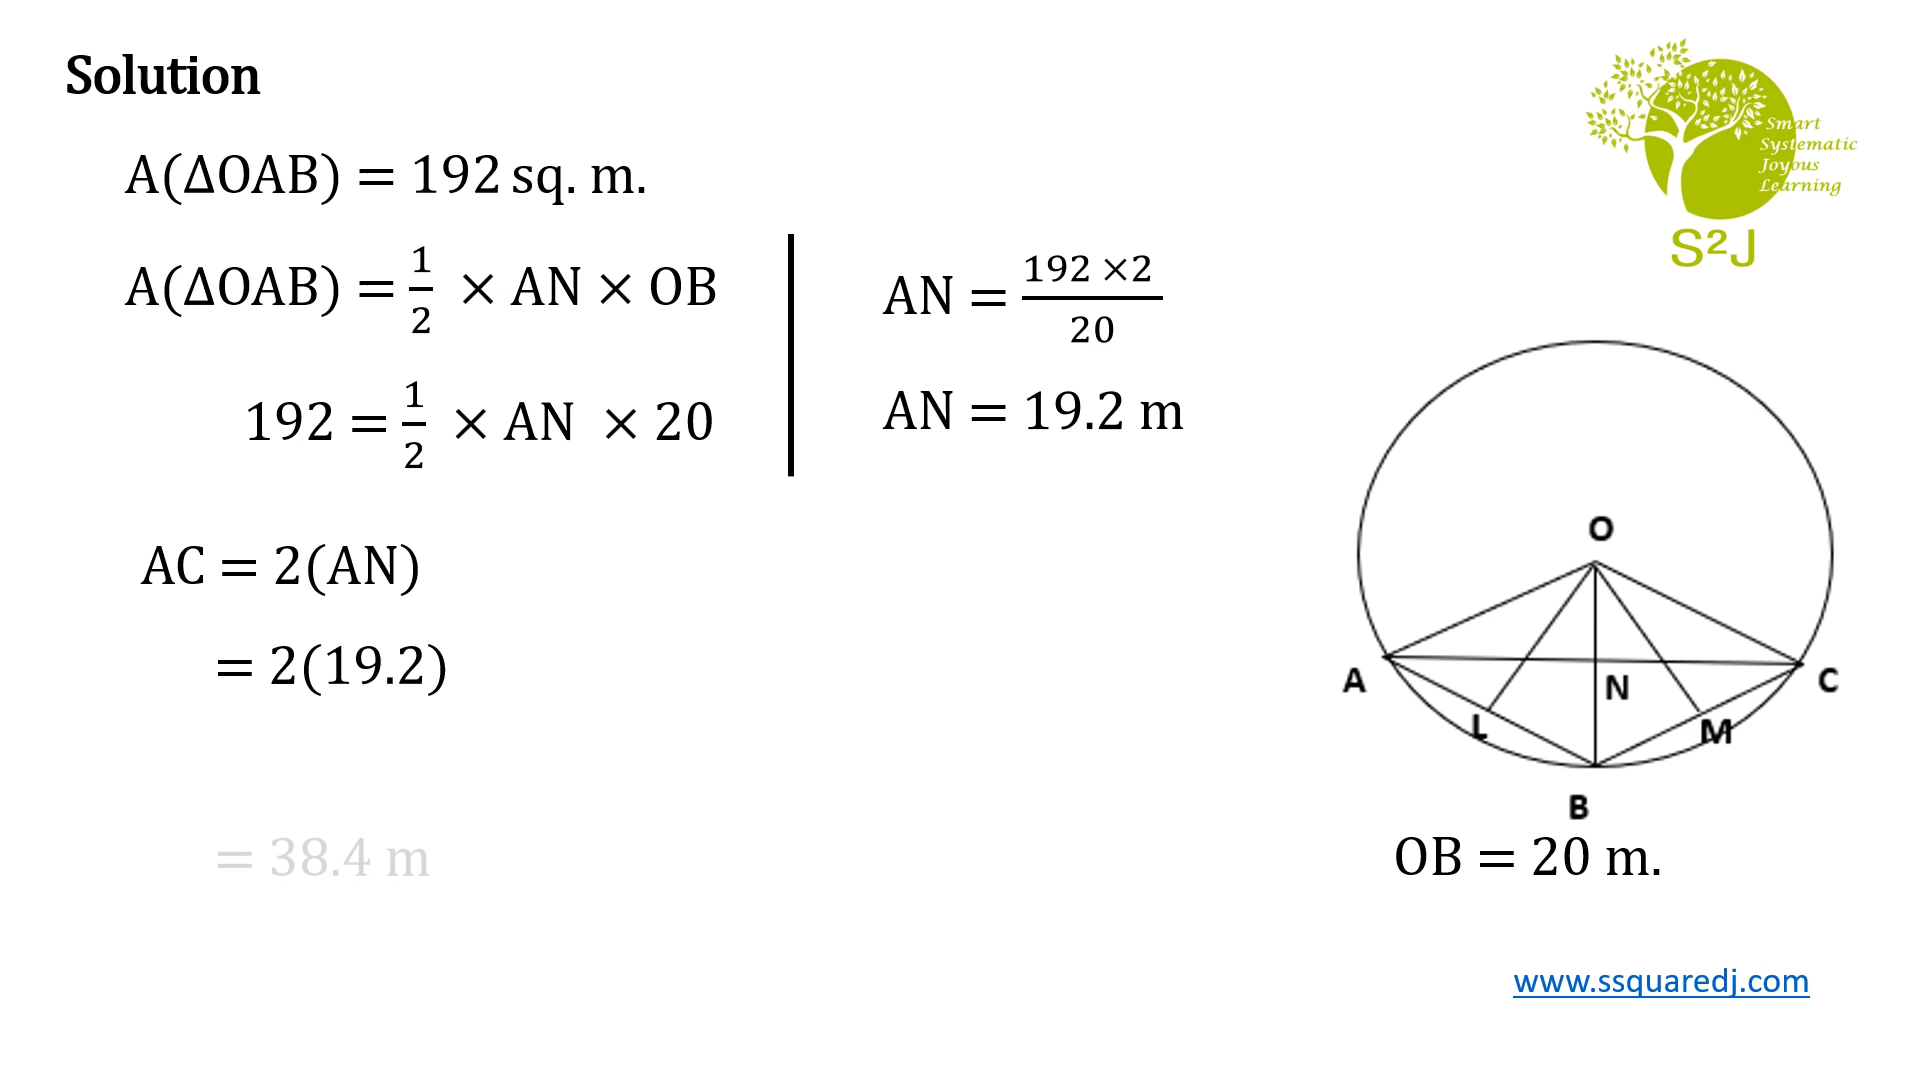 Solution
A(ΔOAB) = 192 sq. m.
A(ΔOAB) = 1/2 × AN × OB
192 = 1/2 × AN × 20
AN = 192 ×2/20
AN = 19.2 m
AC = 2(AN)
= 2(19.2)
= 38.4 m
Smart
Systematic
Joyous
Learning
S²J
O
A
N
C
L
M
B
OB = 20 m.
www.ssquaredj.com